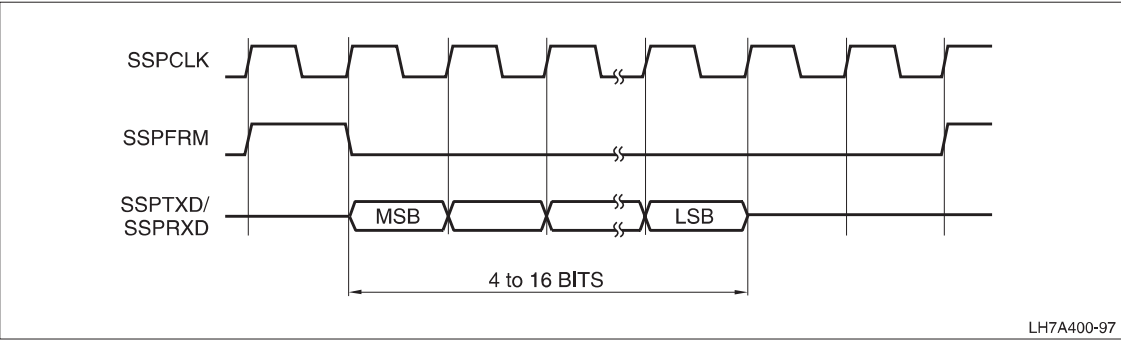 SSPCLK
SSPFRM
SSPTXD/
SSPRXD
MSB
LSB
4 to 16 BITS
LH7A400-97